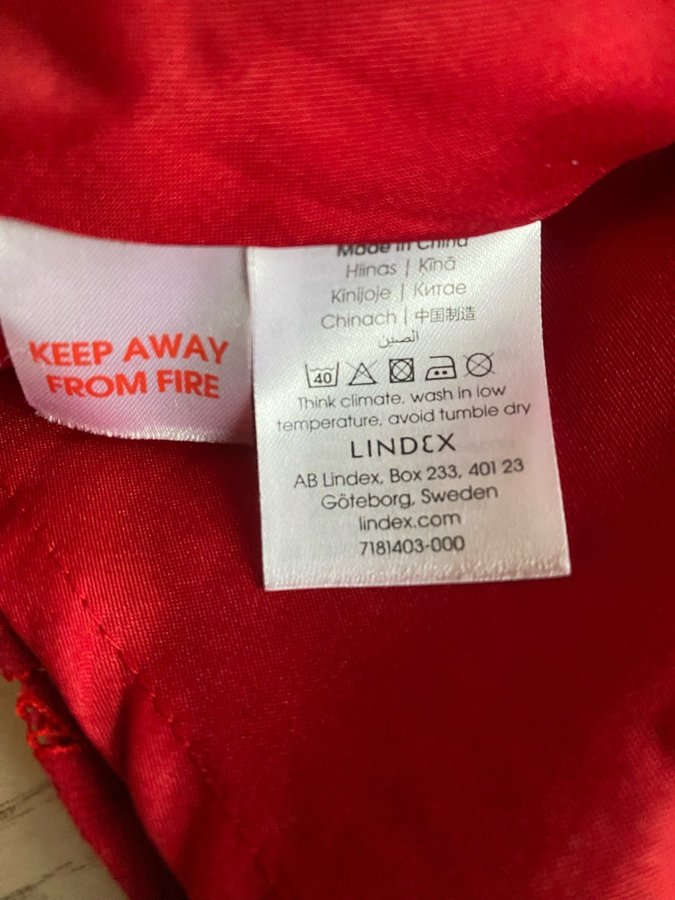 KEEP AWAY
FROM FIRE
Made in China
Hiinas | Kīnā
Kinijoje | Китае
Chinach | 中国制造
الصين
40
Think climate, wash in low
temperature, avoid tumble dry
LINDEX
AB Lindex, Box 233, 401 23
Göteborg, Sweden
lindex.com
7181403-000